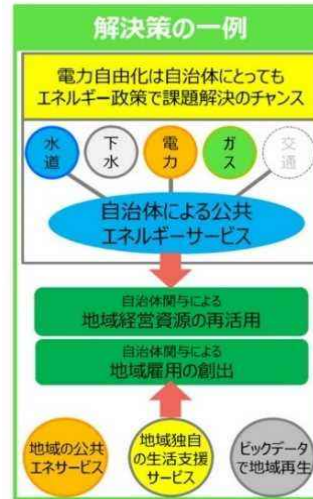 解決策の一例
電力自由化は自治体にとっても
エネルギー政策で課題解決のチャンス
水道
下水
電力
ガス
交通
自治体による公共
エネルギーサービス
自治体関与による
地域経営資源の再活用
自治体関与による
地域雇用の創出
地域の公共
エネサービス
地域独自
の生活支援
サービス
ビックデータ
で地域再生